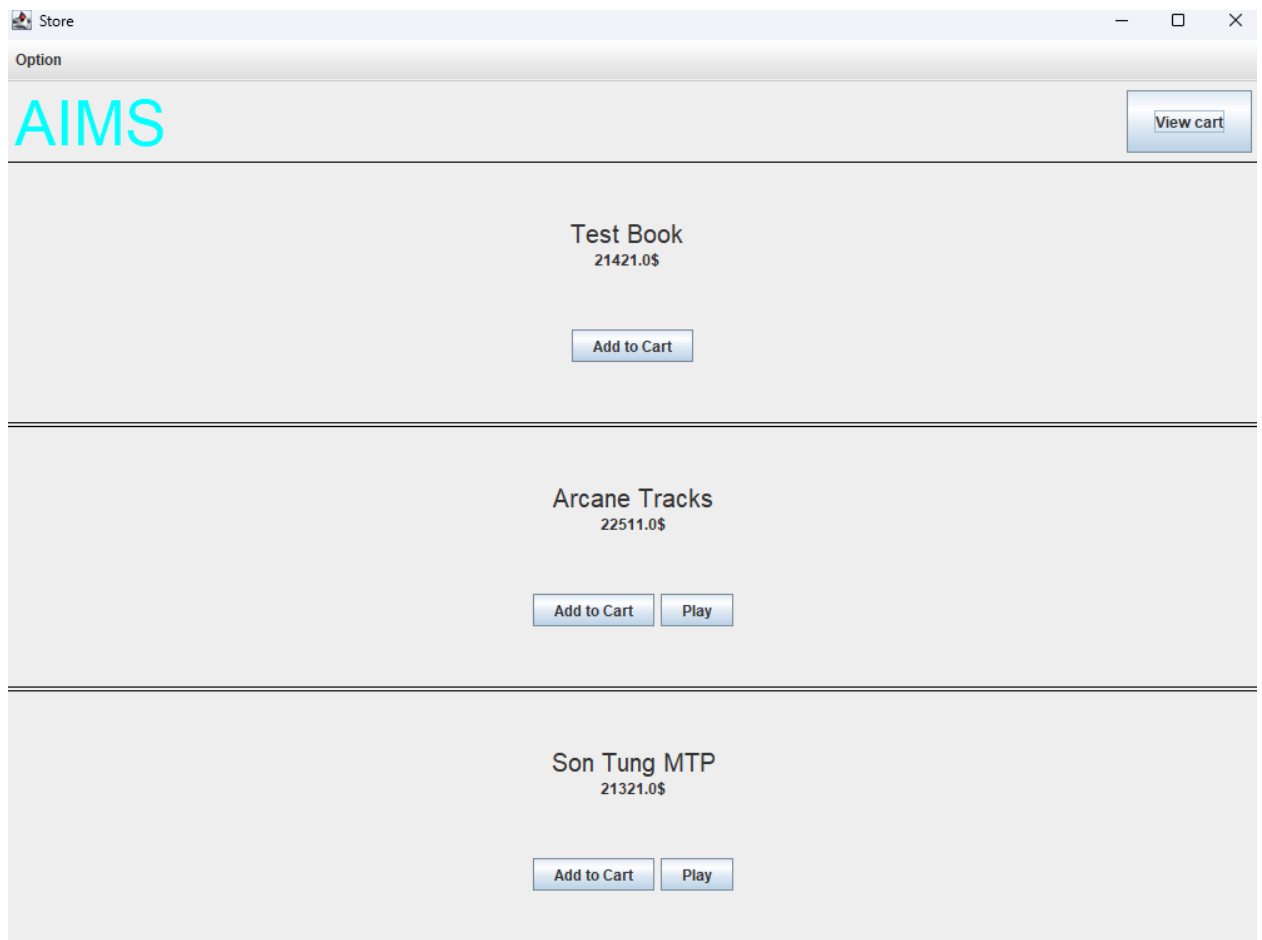 Store
Option
AIMS
View cart
Test Book
21421.0$
Add to Cart
Arcane Tracks
22511.0$
Add to Cart Play
Son Tung MTP
21321.0$
Add to Cart Play